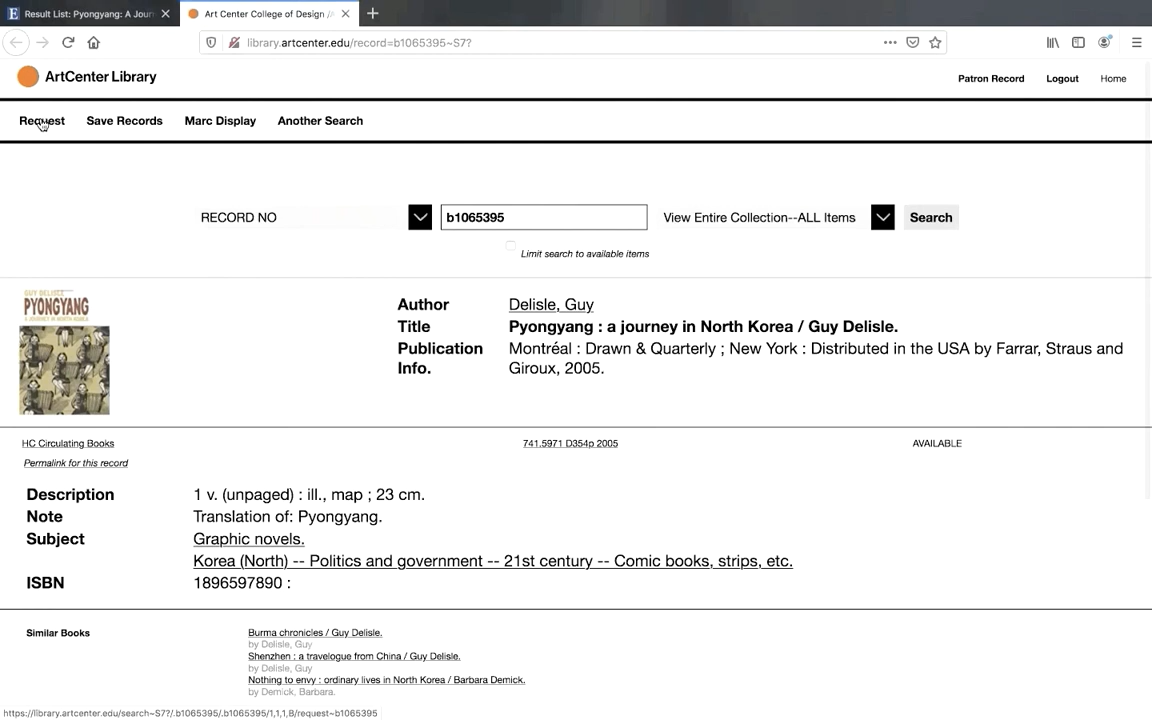 Result List: Pyongyang: A Jour
Art Center College of Design /
library.artcenter.edu/record=b1065395~S7?
ArtCenter Library
Patron Record Logout Home
Request Save Records Marc Display Another Search
RECORD NO b1065395 View Entire Collection--ALL Items Search
Limit search to available items
GUY DELISLE
PYONGYANG
A JOURNEY IN NORTH KOREA
Author Delisle, Guy
Title Pyongyang : a journey in North Korea / Guy Delisle.
Publication Info. Montréal : Drawn & Quarterly ; New York : Distributed in the USA by Farrar, Straus and
Giroux, 2005.
HC Circulating Books 741.5971 D354p 2005 AVAILABLE
Permalink for this record
Description 1 v. (unpaged) : ill., map ; 23 cm.
Note Translation of: Pyongyang.
Subject Graphic novels.
Korea (North) -- Politics and government -- 21st century -- Comic books, strips, etc.
ISBN 1896597890 :
Similar Books Burma chronicles / Guy Delisle.
by Delisle, Guy
Shenzhen : a travelogue from China / Guy Delisle.
by Delisle, Guy
Nothing to envy : ordinary lives in North Korea / Barbara Demick.
by Demick, Barbara.
https://library.artcenter.edu/search~S7?/.b1065395/.b1065395/1,1,1,B/request~b1065395